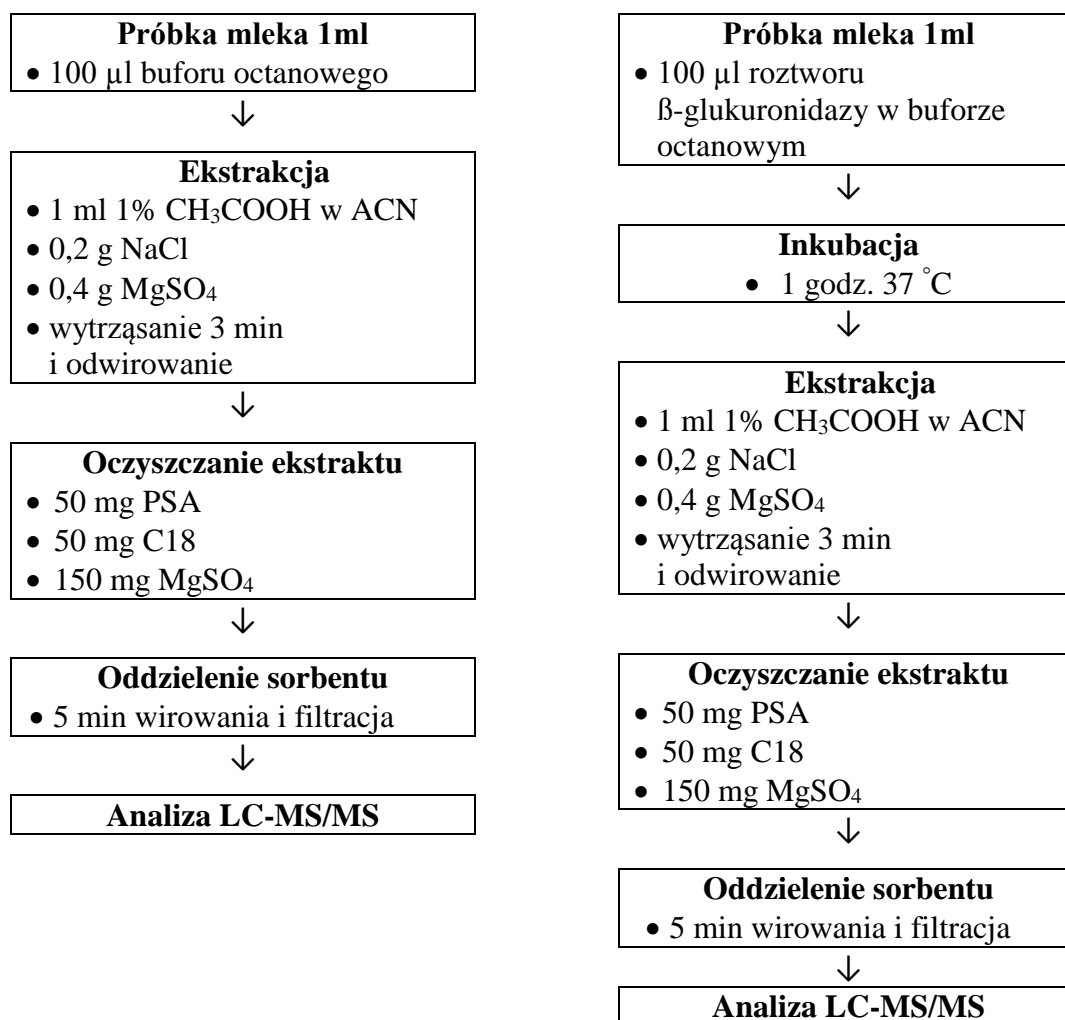 Próbka mleka 1ml
• 100 µl buforu octanowego
↓
Ekstrakcja
• 1 ml 1% CH₃COOH w ACN
• 0,2 g NaCl
• 0,4 g MgSO₄
• wytrząsanie 3 min
i odwirowanie
↓
Oczyszczanie ekstraktu
• 50 mg PSA
• 50 mg C18
• 150 mg MgSO₄
↓
Oddzielenie sorbentu
• 5 min wirowania i filtracja
↓
Analiza LC-MS/MS
Próbka mleka 1ml
• 100 µl roztworu
ß-glukuronidazy w buforze
octanowym
↓
Inkubacja
• 1 godz. 37 °C
↓
Ekstrakcja
• 1 ml 1% CH₃COOH w ACN
• 0,2 g NaCl
• 0,4 g MgSO₄
• wytrząsanie 3 min
i odwirowanie
↓
Oczyszczanie ekstraktu
• 50 mg PSA
• 50 mg C18
• 150 mg MgSO₄
↓
Oddzielenie sorbentu
• 5 min wirowania i filtracja
↓
Analiza LC-MS/MS